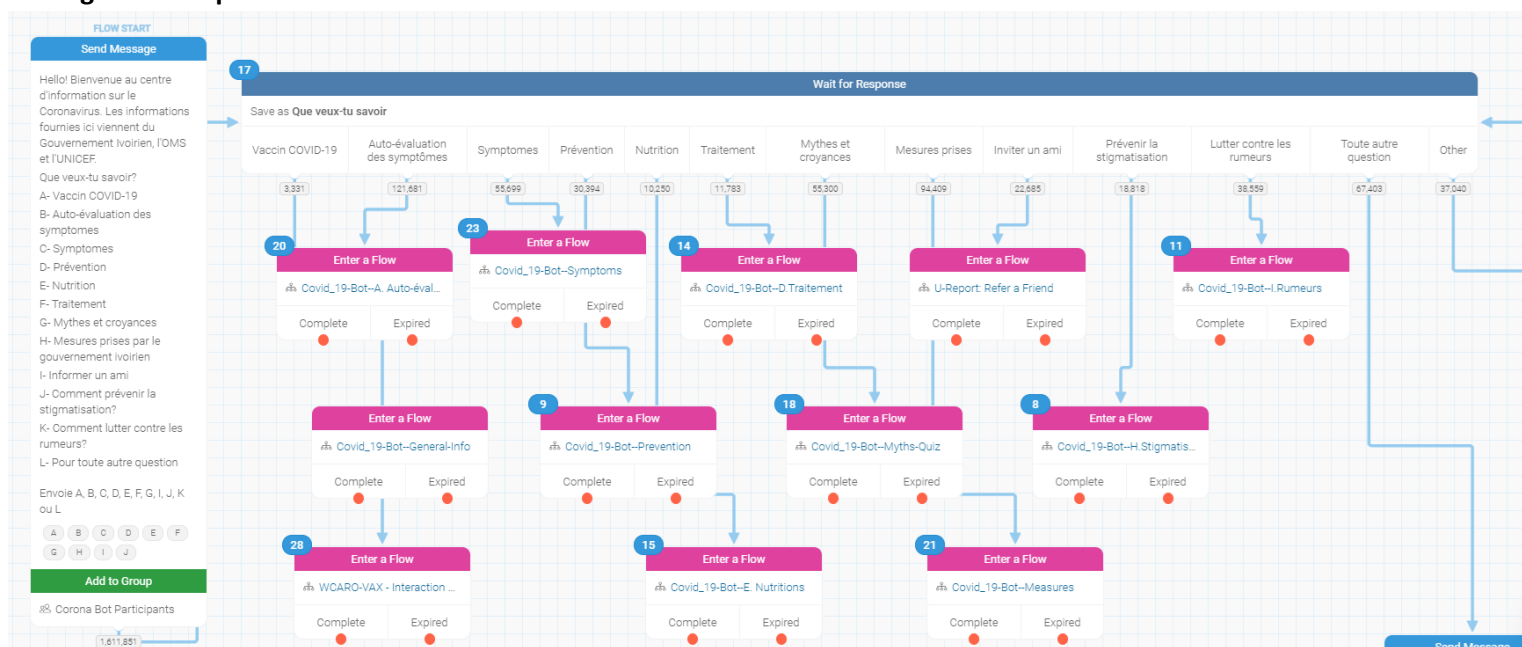 FLOW START
Send Message
Hello! Bienvenue au centre
d'information sur le
Coronavirus. Les informations
fournies ici viennent du
Gouvernement Ivoirien, l'OMS
et l'UNICEF.
Que veux-tu savoir?
A- Vaccin COVID-19
B- Auto-évaluation des
symptomes
C- Symptomes
D- Prévention
E- Nutrition
F- Traitement
G- Mythes et croyances
H- Mesures prises par le
gouvernement ivoirien
I- Informer un ami
J- Comment prévenir la
stigmatisation?
K- Comment lutter contre les
rumeurs?
L- Pour toute autre question
Envoie A, B, C, D, E, F, G, I, J, K
ou L
A B C D E F
G H I J
Add to Group
Corona Bot Participants
1,611,851
17
Wait for Response
Save as Que veux-tu savoir
Vaccin COVID-19
Auto-évaluation
des symptômes
Symptomes
Prévention
Nutrition
Traitement
Mythes et
croyances
Mesures prises
Inviter un ami
Prévenir la
stigmatisation
Lutter contre les
rumeurs
Toute autre
question
Other
3,331 121,681 55,699 30,394 10,250 11,783 55,300 94,409 22,685 18,818 38,559 67,403 37,040
20
Enter a Flow
Covid_19-Bot--A. Auto-éval...
Complete Expired
23
Enter a Flow
Covid_19-Bot--Symptoms
Complete Expired
14
Enter a Flow
Covid_19-Bot--D.Traitement
Complete Expired
Enter a Flow
U-Report: Refer a Friend
Complete Expired
11
Enter a Flow
Covid_19-Bot--I.Rumeurs
Complete Expired
Enter a Flow
Covid_19-Bot--General-Info
Complete Expired
9
Enter a Flow
Covid_19-Bot--Prevention
Complete Expired
18
Enter a Flow
Covid_19-Bot--Myths-Quiz
Complete Expired
8
Enter a Flow
Covid_19-Bot--H.Stigmatis...
Complete Expired
28
Enter a Flow
WCARO-VAX - Interaction ...
Complete Expired
15
Enter a Flow
Covid_19-Bot--E. Nutritions
Complete Expired
21
Enter a Flow
Covid_19-Bot--Measures
Complete Expired
Send Message